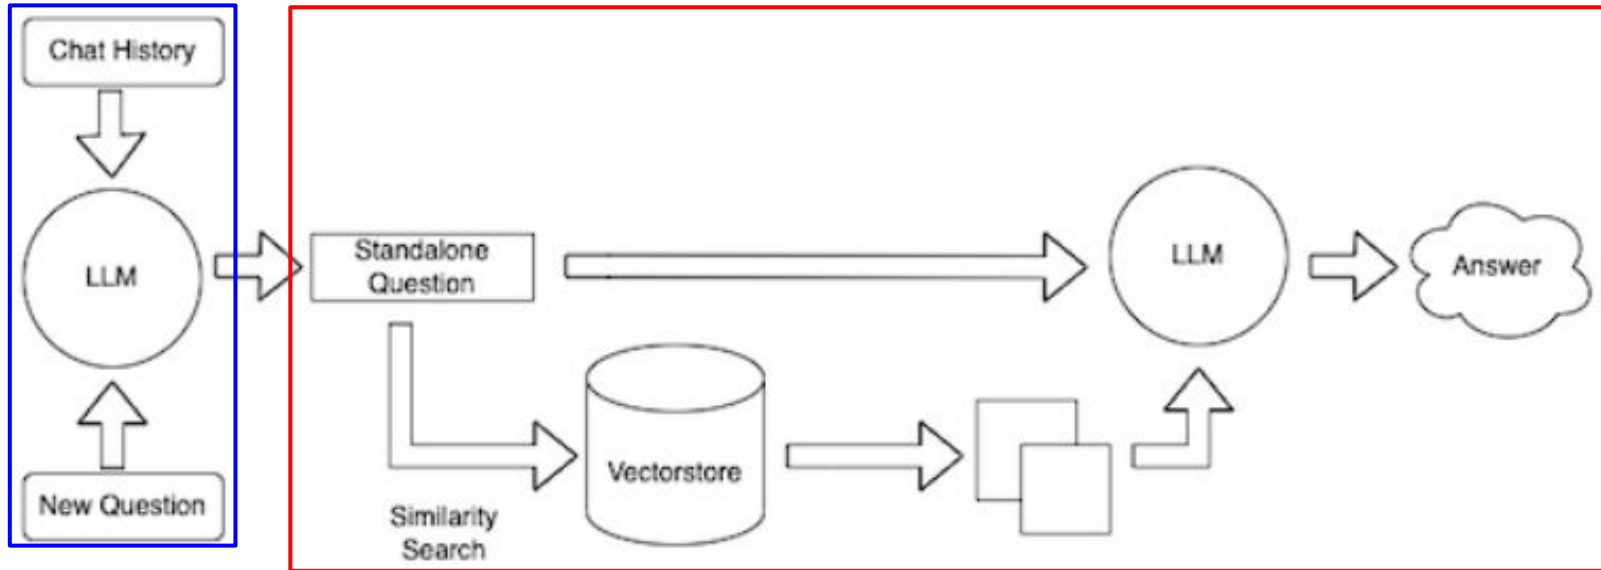 Chat History
LLM
New Question
Standalone
Question
Similarity
Search
Vectorstore
LLM
Answer